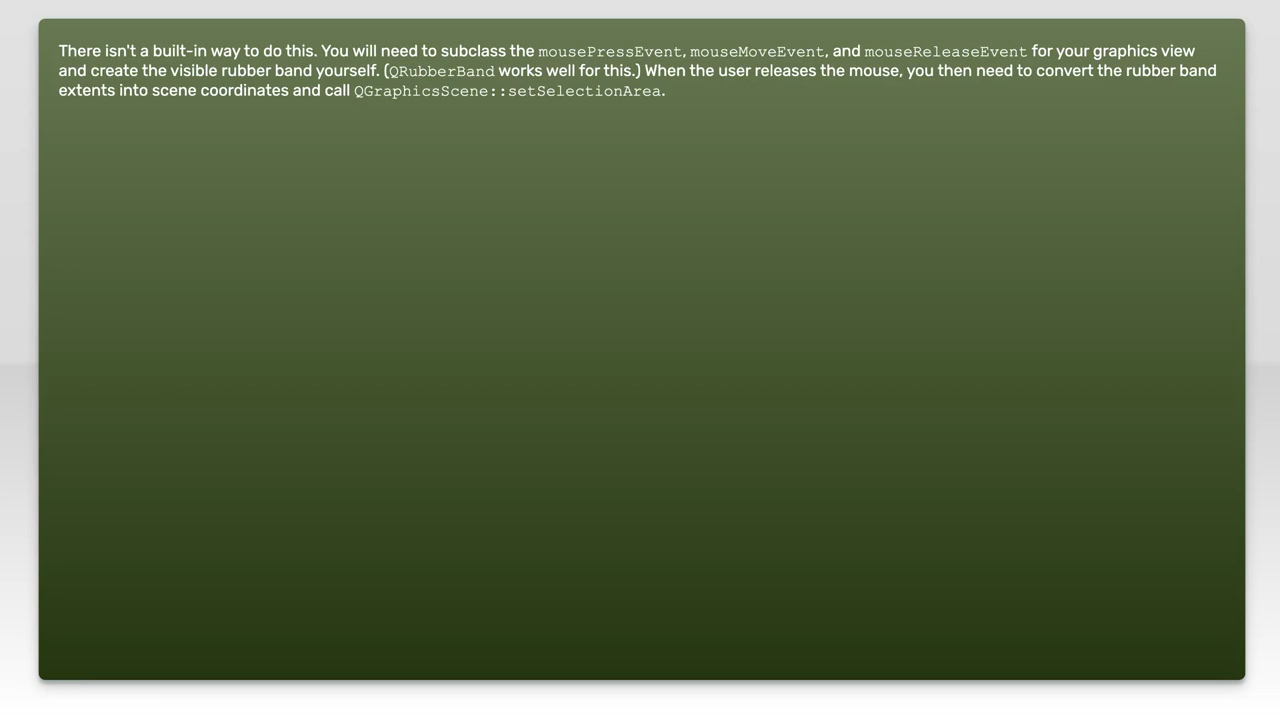 There isn't a built-in way to do this. You will need to subclass the mousePressEvent, mouseMoveEvent, and mouseReleaseEvent for your graphics view
and create the visible rubber band yourself. (QRubberBand works well for this.) When the user releases the mouse, you then need to convert the rubber band
extents into scene coordinates and call QGraphicsScene::setSelectionArea.